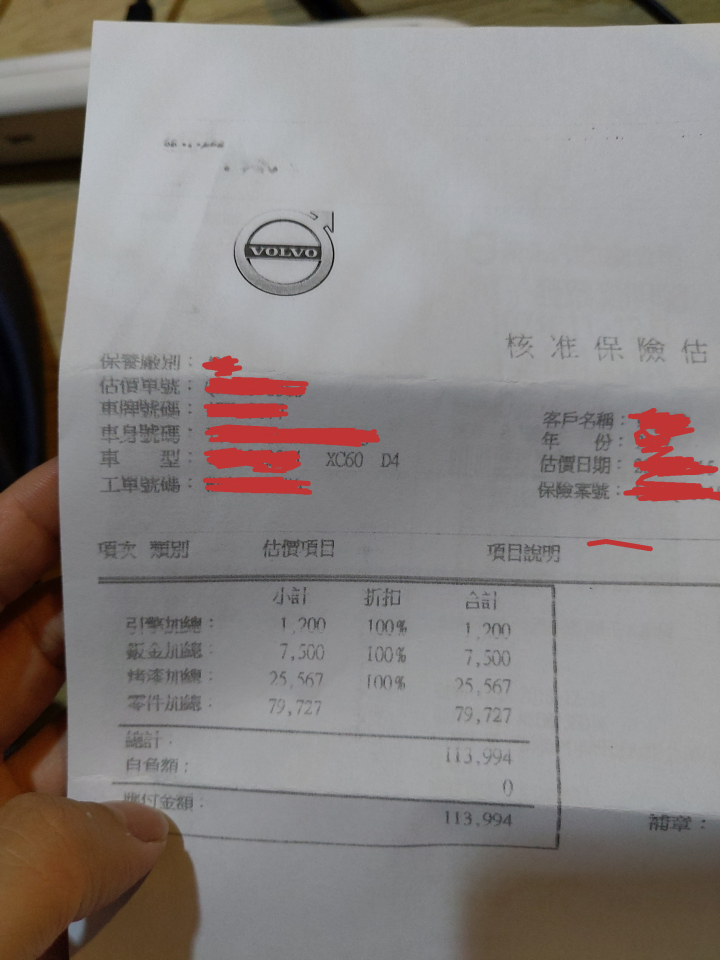 VOLVO
核准保險估
保養廠別：
估價單號：
車牌號碼：
車身號碼：
車　型： XC60 D4
工單號碼：
客戶名稱：
年　份：
估價日期：
保險案號：
項次 類別 估價項目 項目說明
小計 折扣 合計
引擎加總： 1,200 100% 1,200
鈑金加總： 7,500 100% 7,500
烤漆加總： 25,567 100% 25,567
零件加總： 79,727 79,727
總計： 113,994
自負額： 0
應付金額： 113,994
補章：